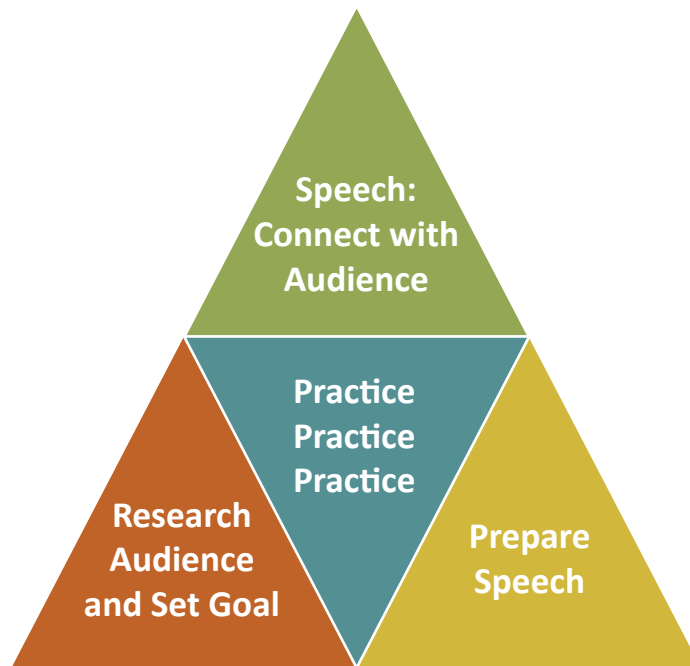 Speech:
Connect with
Audience
Practice
Practice
Practice
Research
Audience
and Set Goal
Prepare
Speech